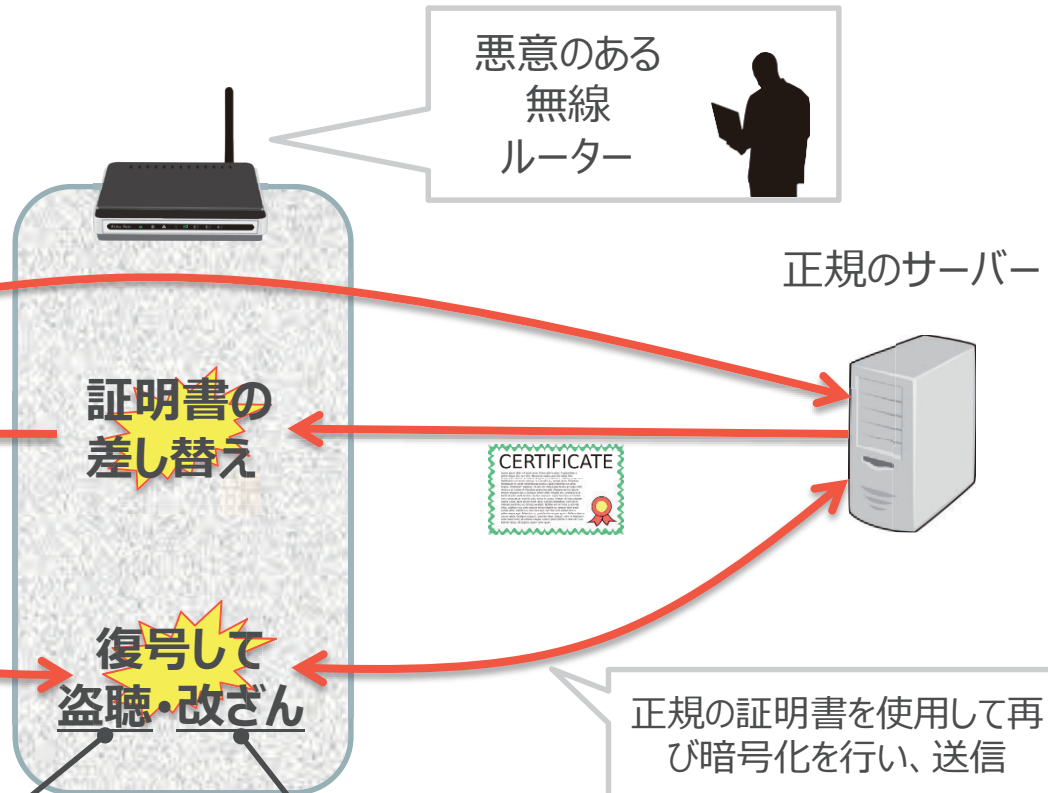 悪意のある
無線
ルーター
正規のサーバー
証明書の
差し替え
CERTIFICATE
復号して
盗聴・改ざん
正規の証明書を使用して再
び暗号化を行い、送信